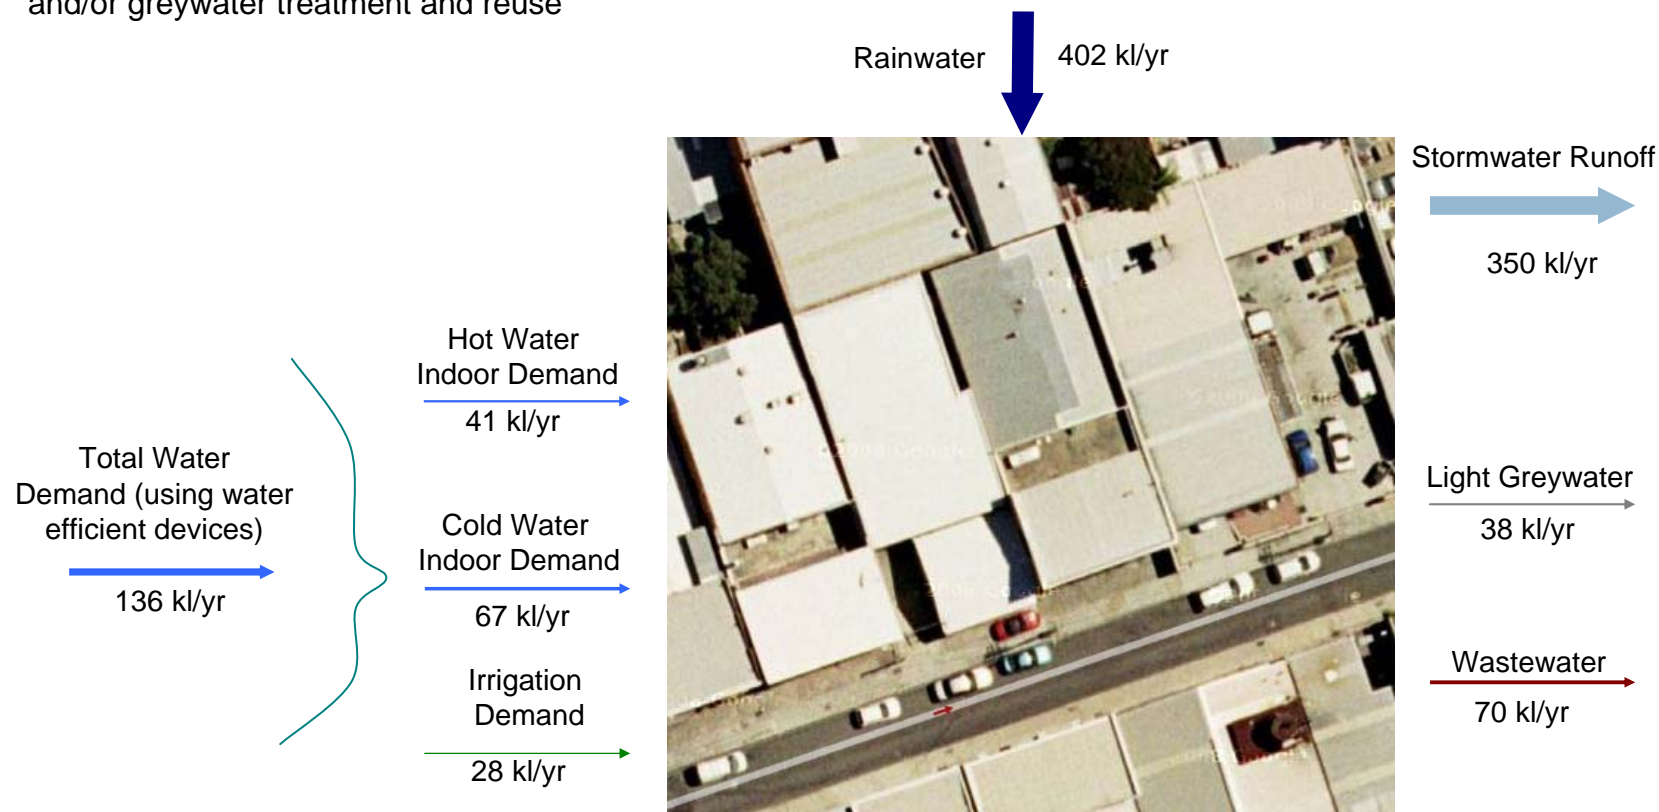 and/or greywater treatment and reuse
Rainwater
402 kl/yr
Stormwater Runoff
350 kl/yr
Hot Water
Indoor Demand
41 kl/yr
Total Water
Demand (using water
efficient devices)
136 kl/yr
Cold Water
Indoor Demand
67 kl/yr
Irrigation
Demand
28 kl/yr
Light Greywater
38 kl/yr
Wastewater
70 kl/yr